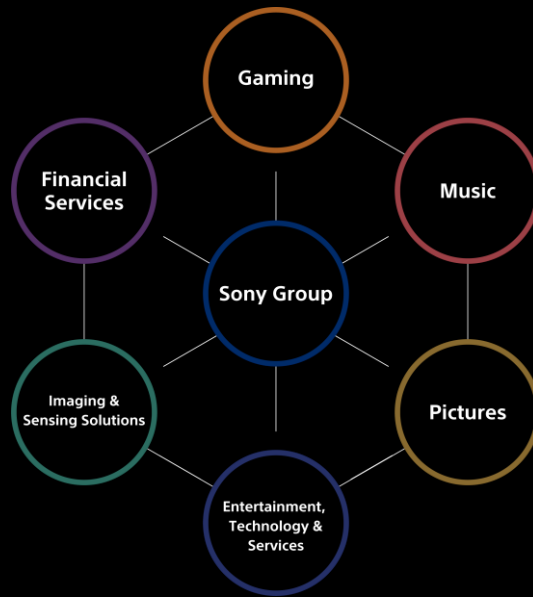 Gaming
Financial
Services
Music
Sony Group
Imaging &
Sensing Solutions
Pictures
Entertainment,
Technology &
Services